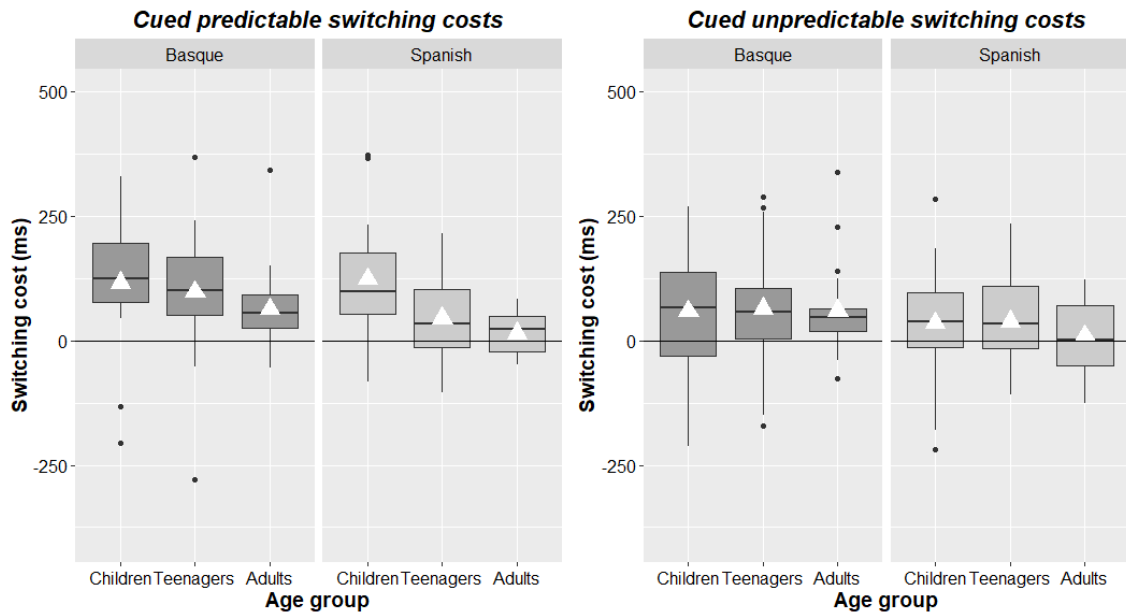 Cued predictable switching costs
Basque Spanish
500
250
0
-250
Switching cost (ms)
Children Teenagers Adults Children Teenagers Adults
Age group
Cued unpredictable switching costs
Basque Spanish
500
250
0
-250
Switching cost (ms)
Children Teenagers Adults Children Teenagers Adults
Age group